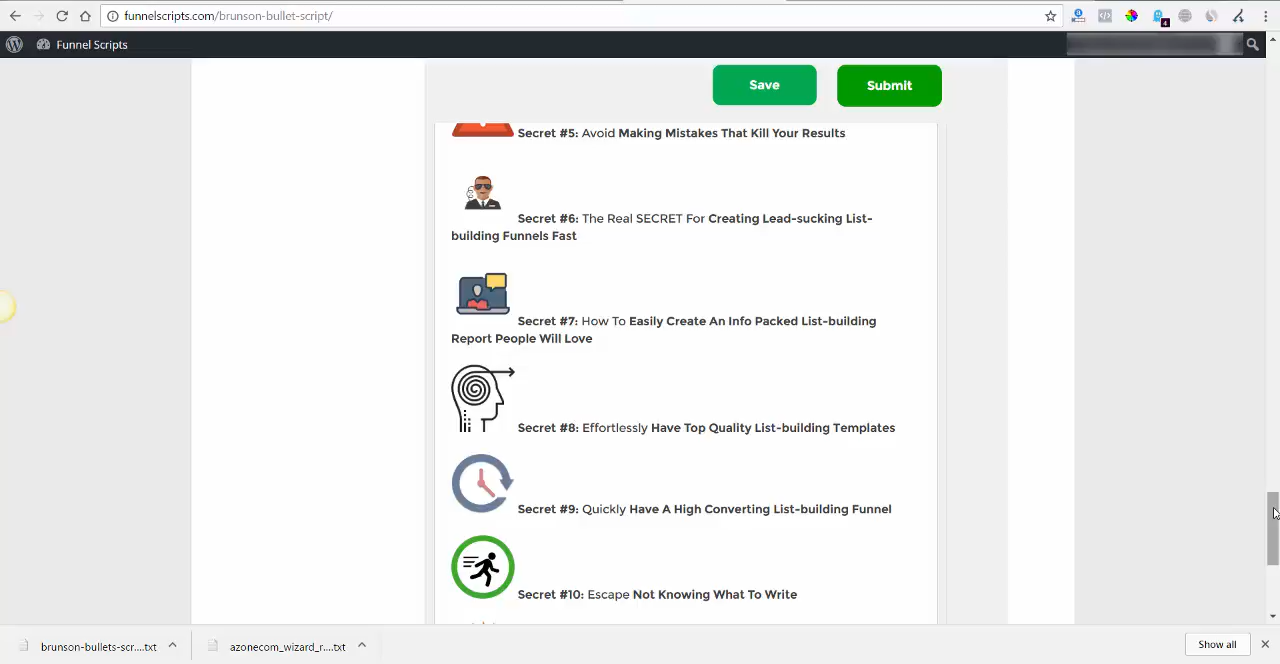 funnelscripts.com/brunson-bullet-script/
4
Funnel Scripts
Save
Submit
Secret #5: Avoid Making Mistakes That Kill Your Results
Secret #6: The Real SECRET For Creating Lead-sucking List-
building Funnels Fast
Secret #7: How To Easily Create An Info Packed List-building
Report People Will Love
Secret #8: Effortlessly Have Top Quality List-building Templates
Secret #9: Quickly Have A High Converting List-building Funnel
Secret #10: Escape Not Knowing What To Write
brunson-bullets-scr....txt
azonecom_wizard_r....txt
Show all